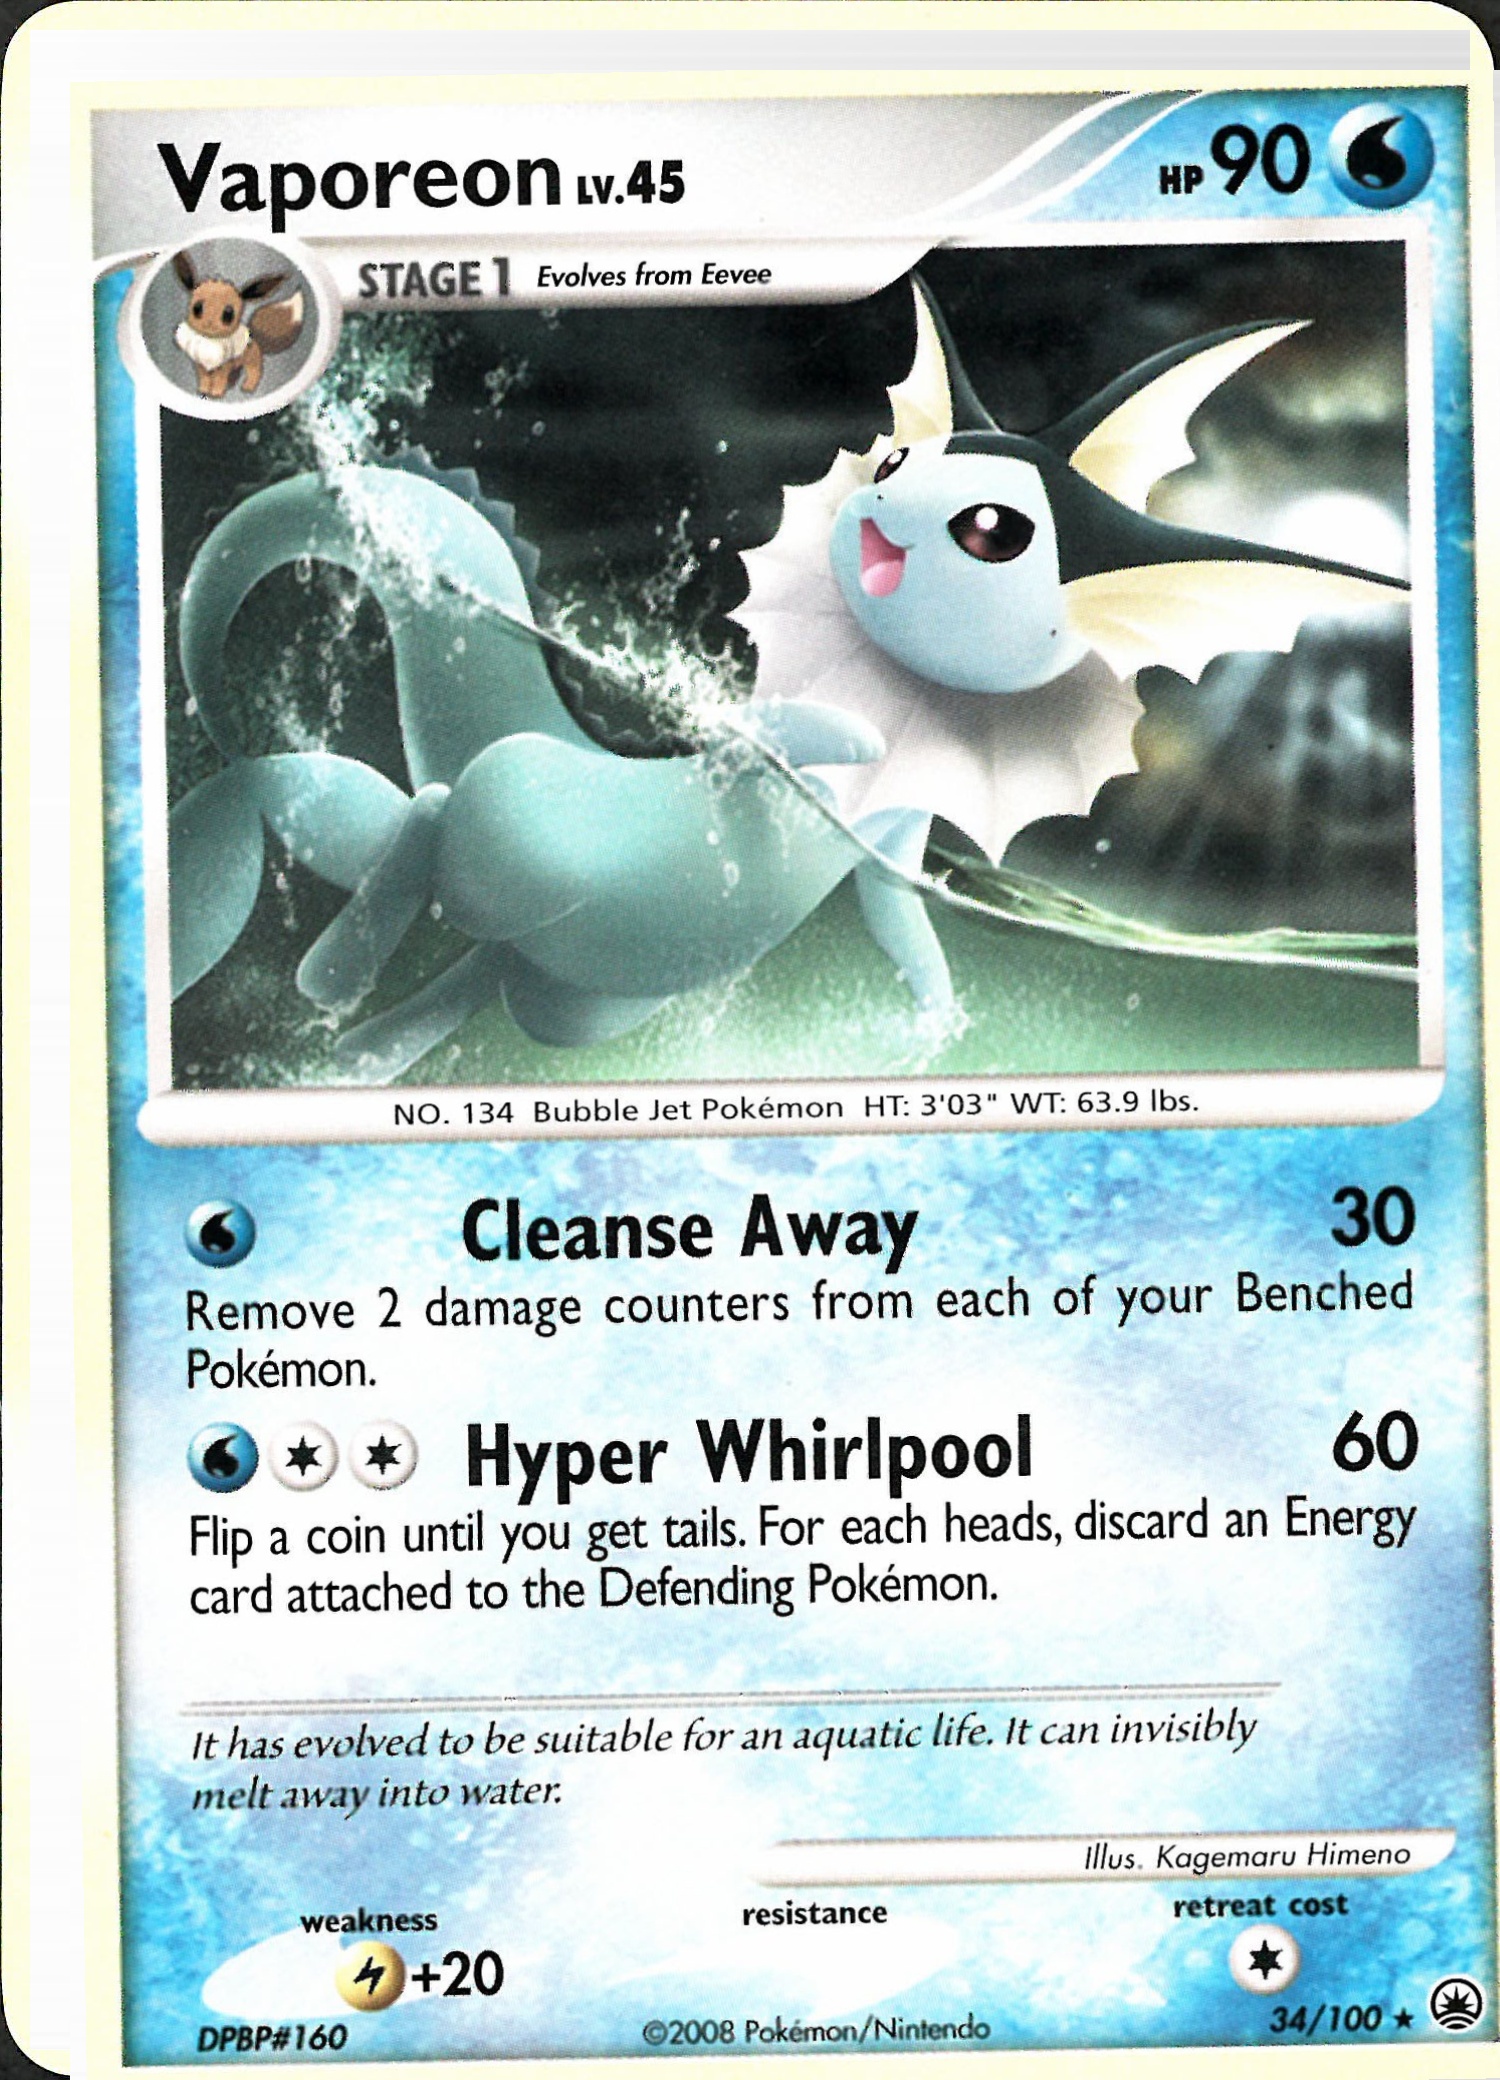 Vaporeon LV.45
HP 90
STAGE 1 Evolves from Eevee
NO. 134 Bubble Jet Pokémon HT: 3'03" WT: 63.9 lbs.
Cleanse Away 30
Remove 2 damage counters from each of your Benched
Pokémon.
Hyper Whirlpool 60
Flip a coin until you get tails. For each heads, discard an Energy
card attached to the Defending Pokémon.
It has evolved to be suitable for an aquatic life. It can invisibly
melt away into water.
Illus. Kagemaru Himeno
weakness resistance retreat cost
+20
DPBP#160 ©2008 Pokémon/Nintendo 34/100 ★